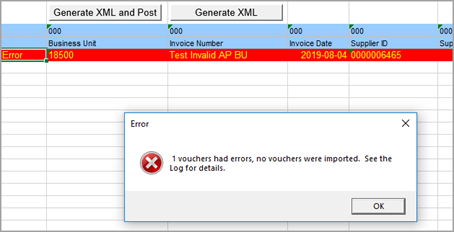 Generate XML and Post Generate XML
000 000 000 000 000
Business Unit Invoice Number Invoice Date Supplier ID Sup
Error 18500 Test Invalid AP BU 2019-08-04 0000006465
Error
1 vouchers had errors, no vouchers were imported. See the
Log for details.
OK